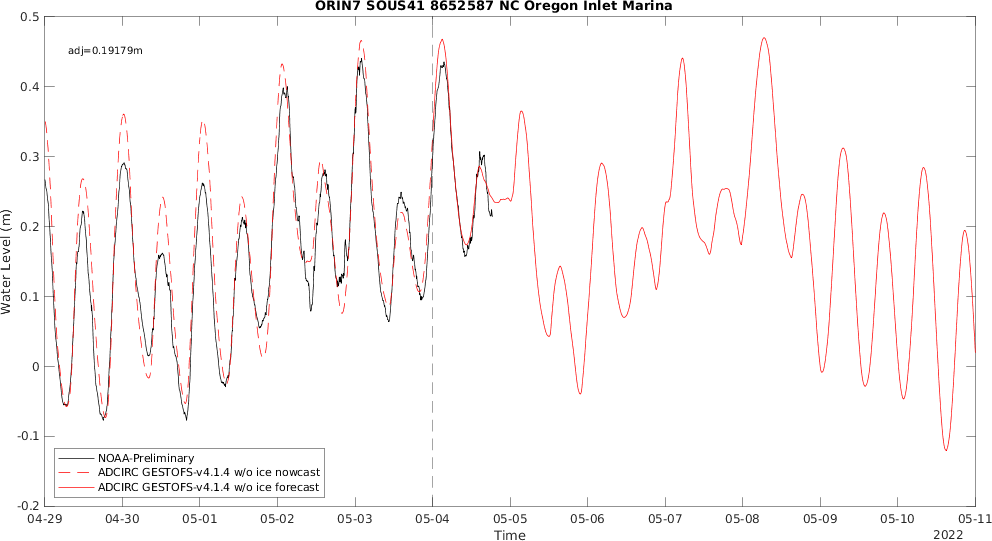 ORIN7 SOUS41 8652587 NC Oregon Inlet Marina
adj=0.19179m
0.5
0.4
0.3
0.2
0.1
0
-0.1
-0.2
Water Level (m)
NOAA-Preliminary
ADCIRC GESTOFS-v4.1.4 w/o ice nowcast
ADCIRC GESTOFS-v4.1.4 w/o ice forecast
04-29 04-30 05-01 05-02 05-03 05-04 05-05 05-06 05-07 05-08 05-09 05-10 05-11
Time
2022